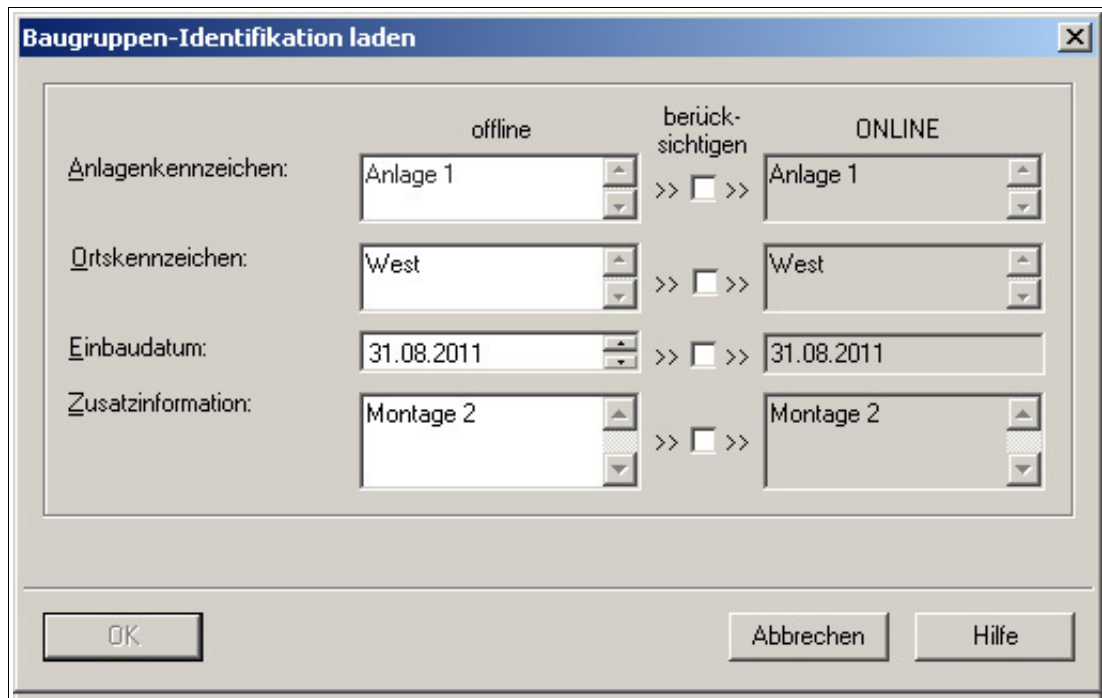 Baugruppen-Identifikation laden
offline
berück-
sichtigen
ONLINE
Anlagenkennzeichen:
Anlage 1
>> >>
Anlage 1
Ortskennzeichen:
West
>> >>
West
Einbaudatum:
31.08.2011
>> >>
31.08.2011
Zusatzinformation:
Montage 2
>> >>
Montage 2
OK
Abbrechen
Hilfe